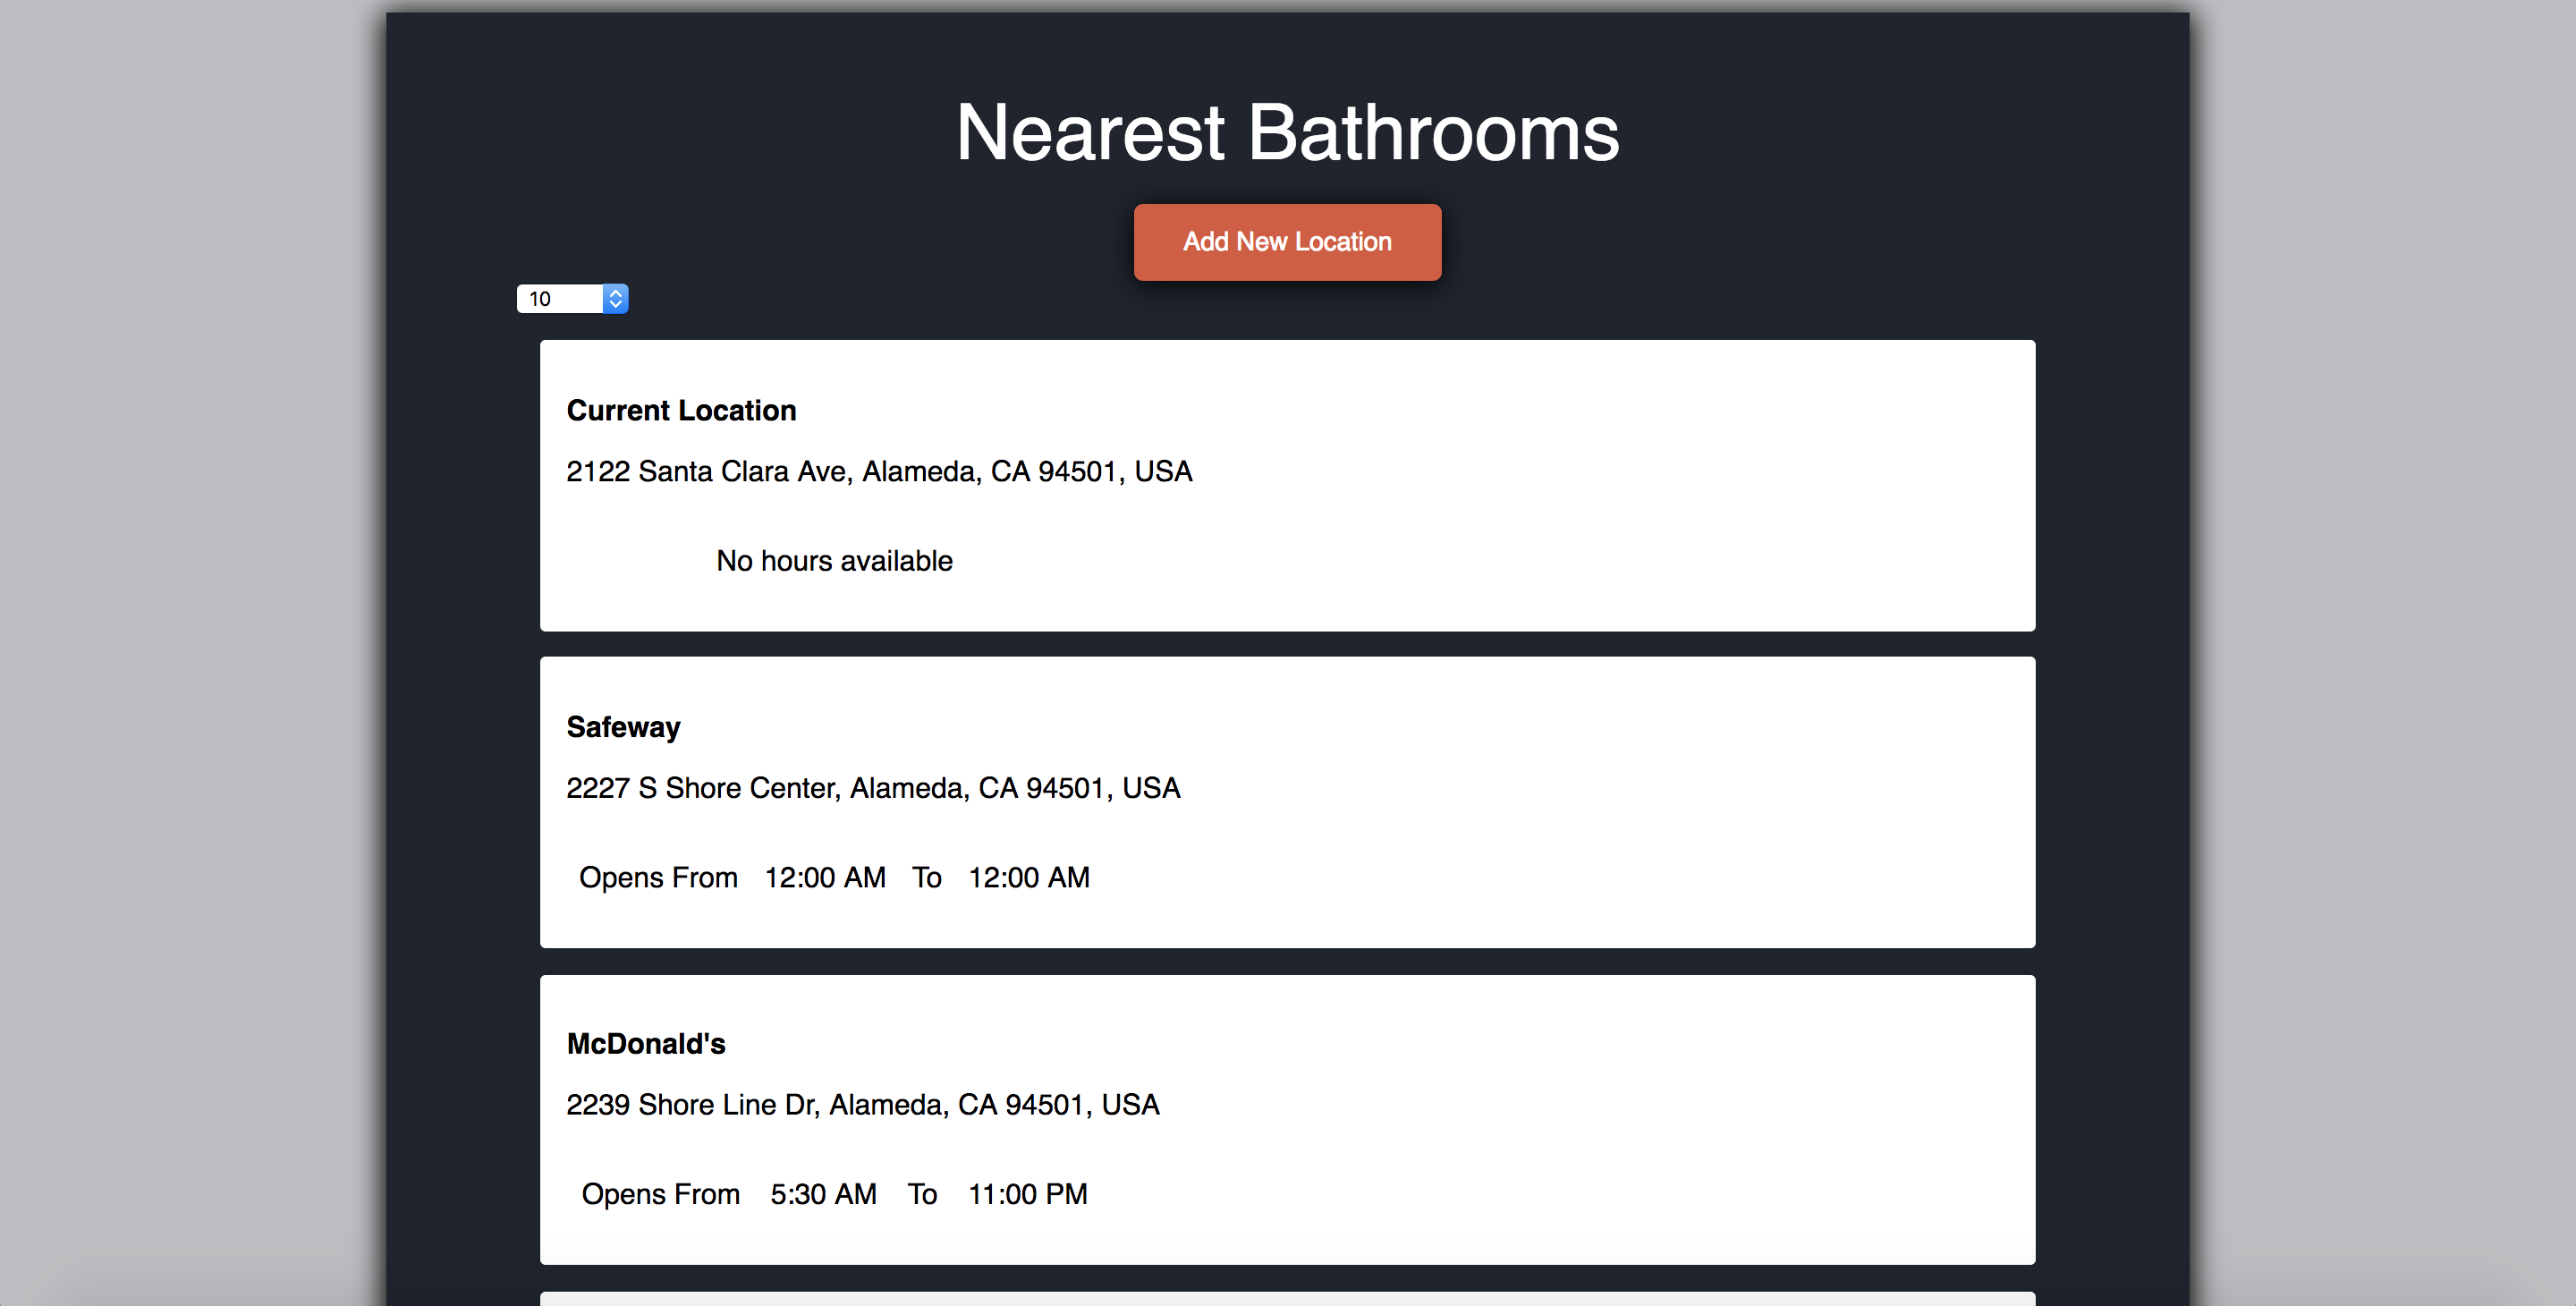 Nearest Bathrooms
Add New Location
10
Current Location
2122 Santa Clara Ave, Alameda, CA 94501, USA
No hours available
Safeway
2227 S Shore Center, Alameda, CA 94501, USA
Opens From 12:00 AM To 12:00 AM
McDonald's
2239 Shore Line Dr, Alameda, CA 94501, USA
Opens From 5:30 AM To 11:00 PM